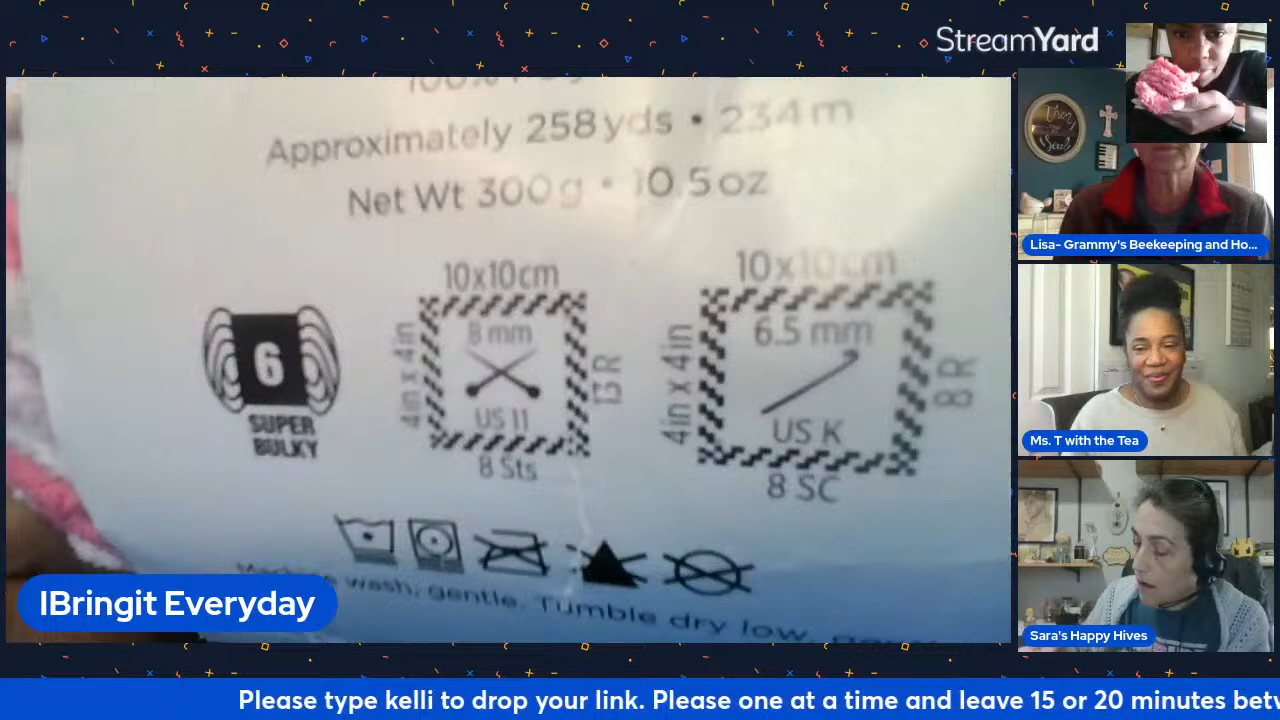 StreamYard
Approximately 258 yds • 234 m
Net Wt 300 g • 10.5 oz
10x10cm
4in x 4in
8 mm
US 11
13 R
8 Sts
10x10cm
4in x 4in
6.5 mm
US K
8 R
8 SC
6
SUPER
BULKY
Machine wash, gentle. Tumble dry low.
IBringit Everyday
Lisa- Grammy's Beekeeping and Ho...
Ms. T with the Tea
Sara's Happy Hives
Please type kelli to drop your link. Please one at a time and leave 15 or 20 minutes betw